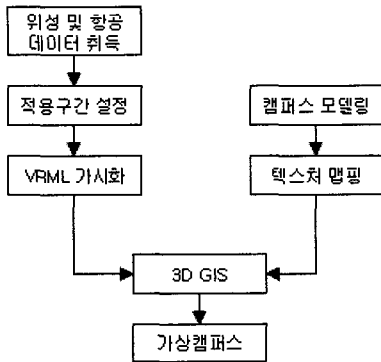 위성 및 항공
데이터 취득
적용구간 설정
캠퍼스 모델링
VRML 가시화
텍스처 맵핑
3D GIS
가상캠퍼스